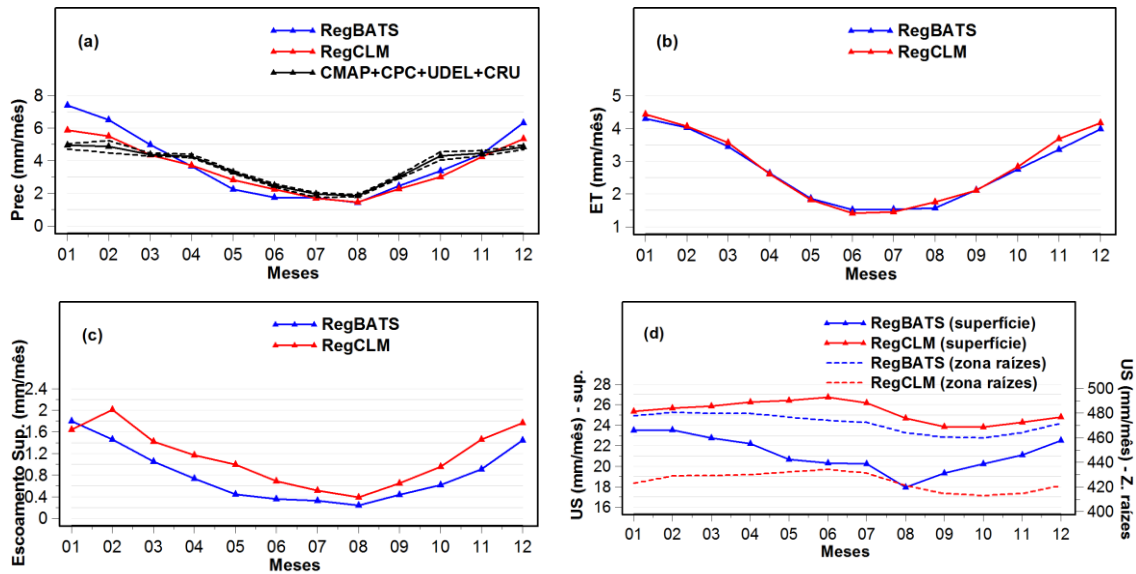 (a)
RegBATS
RegCLM
CMAP+CPC+UDEL+CRU
Prec (mm/mês)
8
6
4
2
0
01 02 03 04 05 06 07 08 09 10 11 12
Meses
(b)
RegBATS
RegCLM
ET (mm/mês)
5
4
3
2
1
01 02 03 04 05 06 07 08 09 10 11 12
Meses
(c)
RegBATS
RegCLM
Escoamento Sup. (mm/mês)
2.4
2
1.6
1.2
0.8
0.4
0
01 02 03 04 05 06 07 08 09 10 11 12
Meses
(d)
RegBATS (superfície)
RegCLM (superfície)
RegBATS (zona raízes)
RegCLM (zona raízes)
US (mm/mês) - sup.
28
26
24
22
20
18
16
500
480
460
440
420
400
US (mm/mês) - Z. raízes
01 02 03 04 05 06 07 08 09 10 11 12
Meses